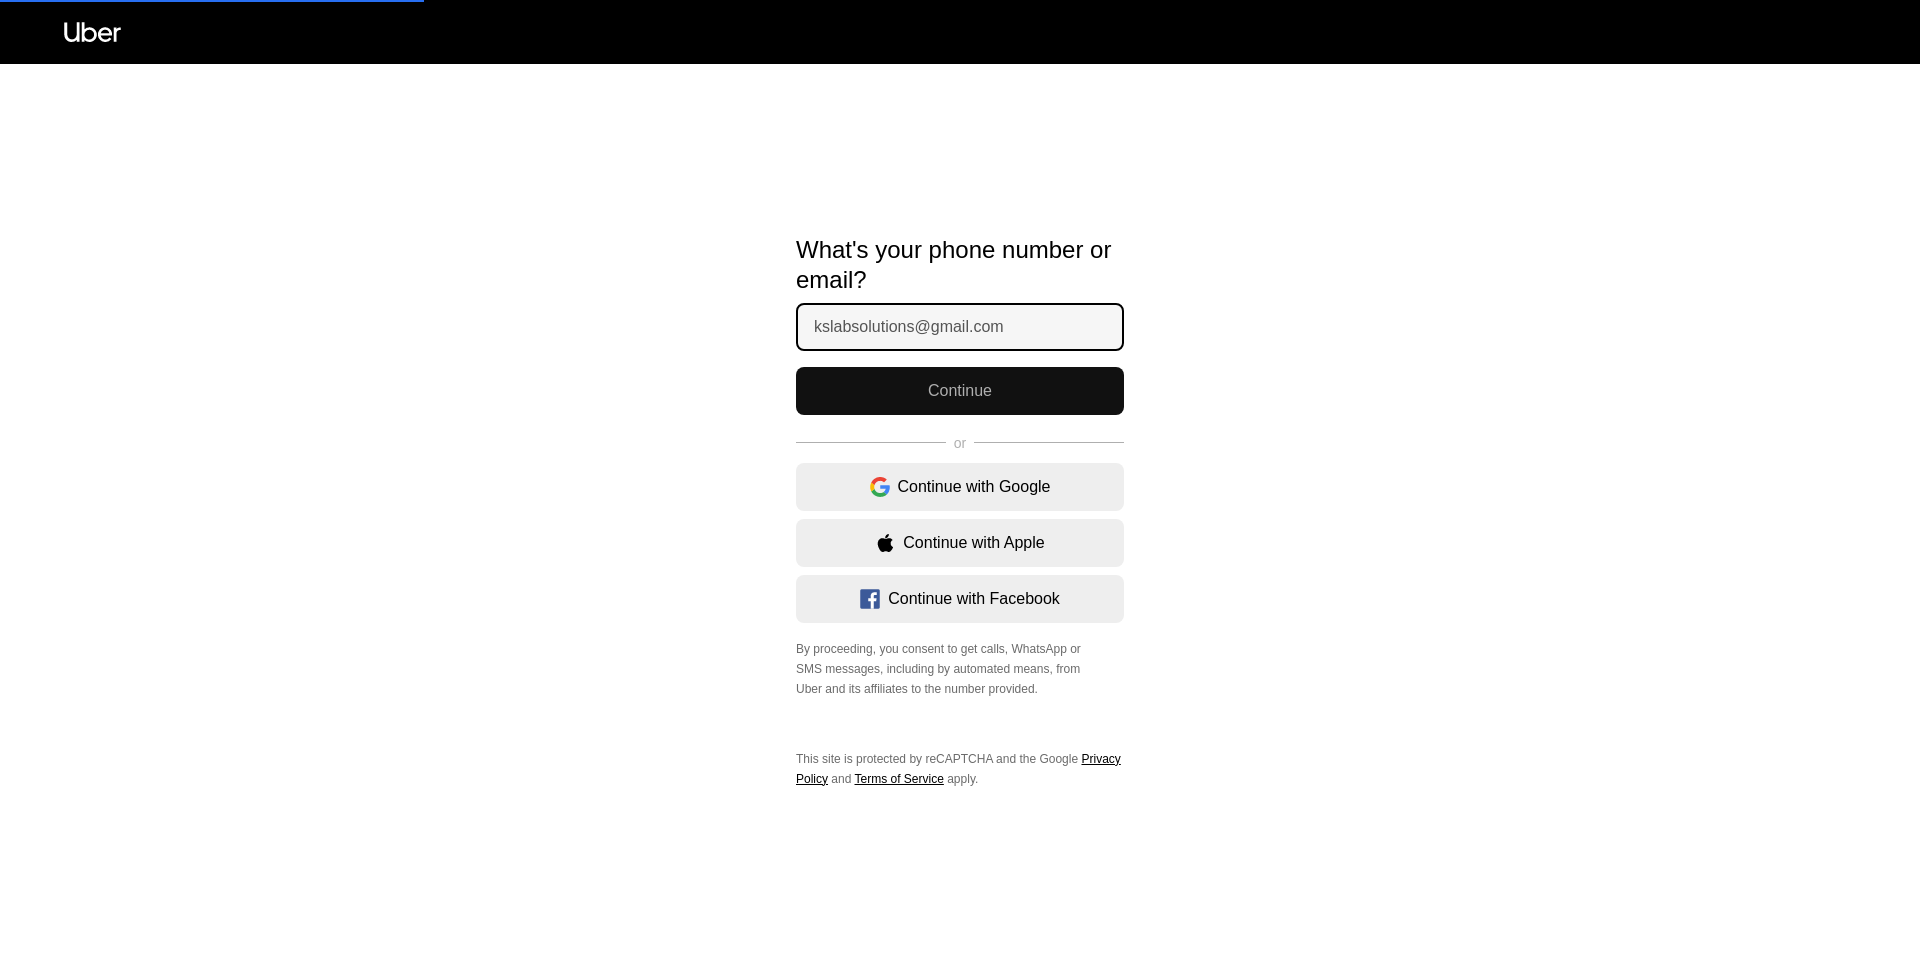 Uber
What's your phone number or
email?
kslabsolutions@gmail.com
Continue
or
Continue with Google
Continue with Apple
Continue with Facebook
By proceeding, you consent to get calls, WhatsApp or
SMS messages, including by automated means, from
Uber and its affiliates to the number provided.
This site is protected by reCAPTCHA and the Google Privacy
Policy and Terms of Service apply.